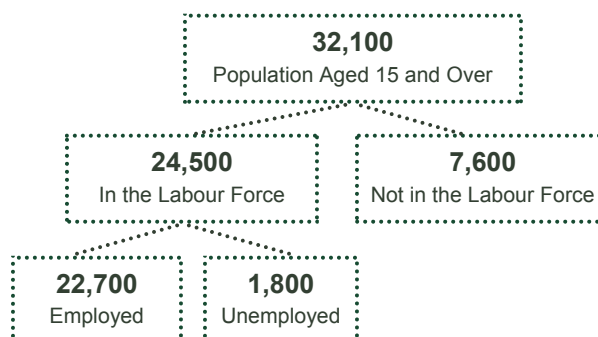 32,100
Population Aged 15 and Over
24,500
In the Labour Force
7,600
Not in the Labour Force
22,700
Employed
1,800
Unemployed